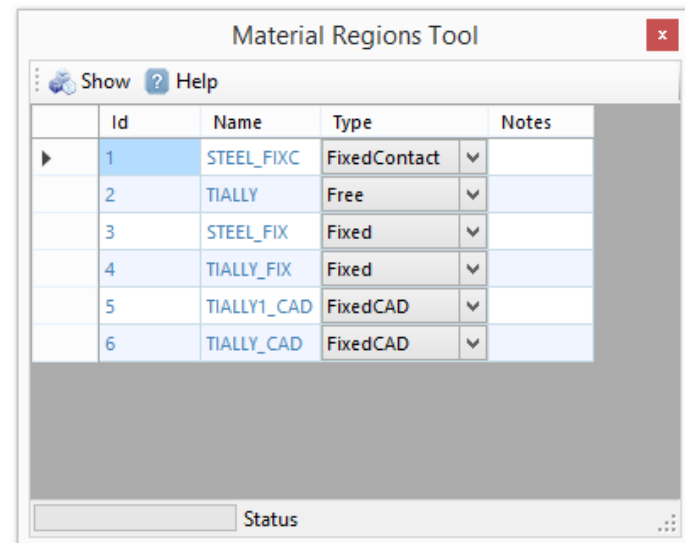 Material Regions Tool
Show Help
Id Name Type Notes
1 STEEL_FIXC FixedContact
2 TIALLY Free
3 STEEL_FIX Fixed
4 TIALLY_FIX Fixed
5 TIALLY1_CAD FixedCAD
6 TIALLY_CAD FixedCAD
Status